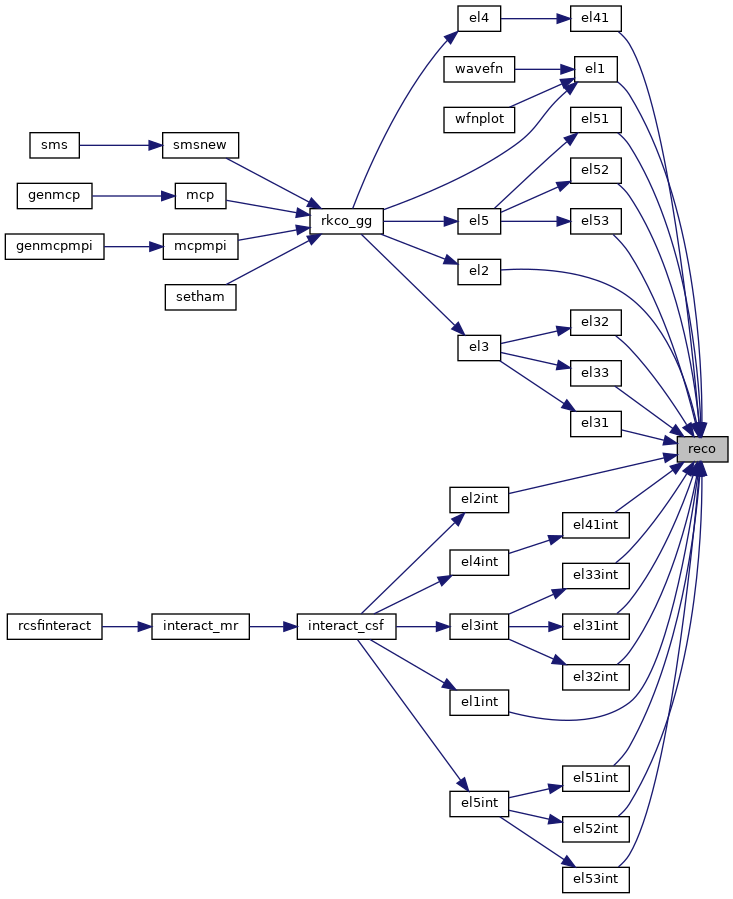 el4
el41
wavefn
el1
wfnplot
el51
sms
smsnew
el52
genmcp
mcp
rkco_gg
el5
el53
genmcpmpi
mcpmpi
el2
setham
el32
el3
el33
el31
reco
el2int
el41int
el4int
el33int
rcsfinteract
interact_mr
interact_csf
el3int
el31int
el32int
el1int
el51int
el5int
el52int
el53int